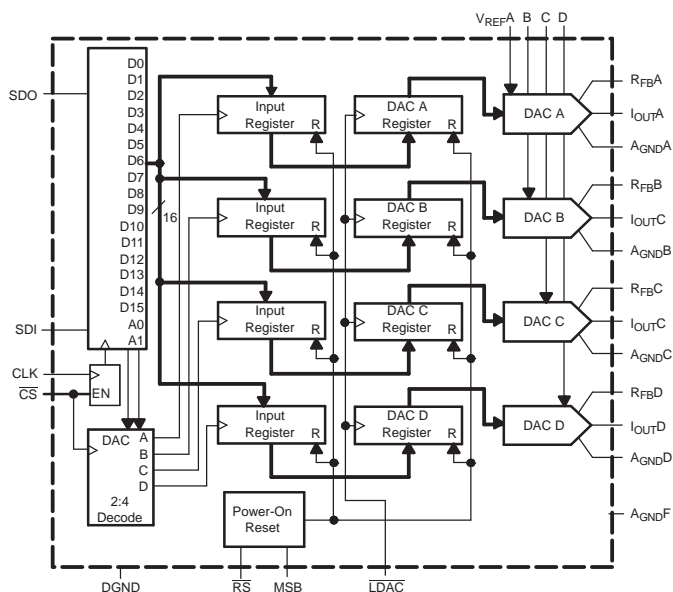 VREFA B C D
D0
D1
D2
D3
D4
D5
D6
D7
D8
D9
D10
D11
D12
D13
D14
D15
A0
A1
SDO
SDI
CLK
CS
EN
16
DAC
A
B
C
D
2:4
Decode
Input
Register
R
DAC A
Register
R
DAC A
RFBA
IOUTA
AGNDA
Input
Register
R
DAC B
Register
R
DAC B
RFBB
IOUTC
AGNDB
Input
Register
R
DAC C
Register
R
DAC C
RFBC
IOUTC
AGNDC
Input
Register
R
DAC D
Register
R
DAC D
RFBD
IOUTD
AGNDD
Power-On
Reset
AGNDF
DGND
RS
MSB
LDAC